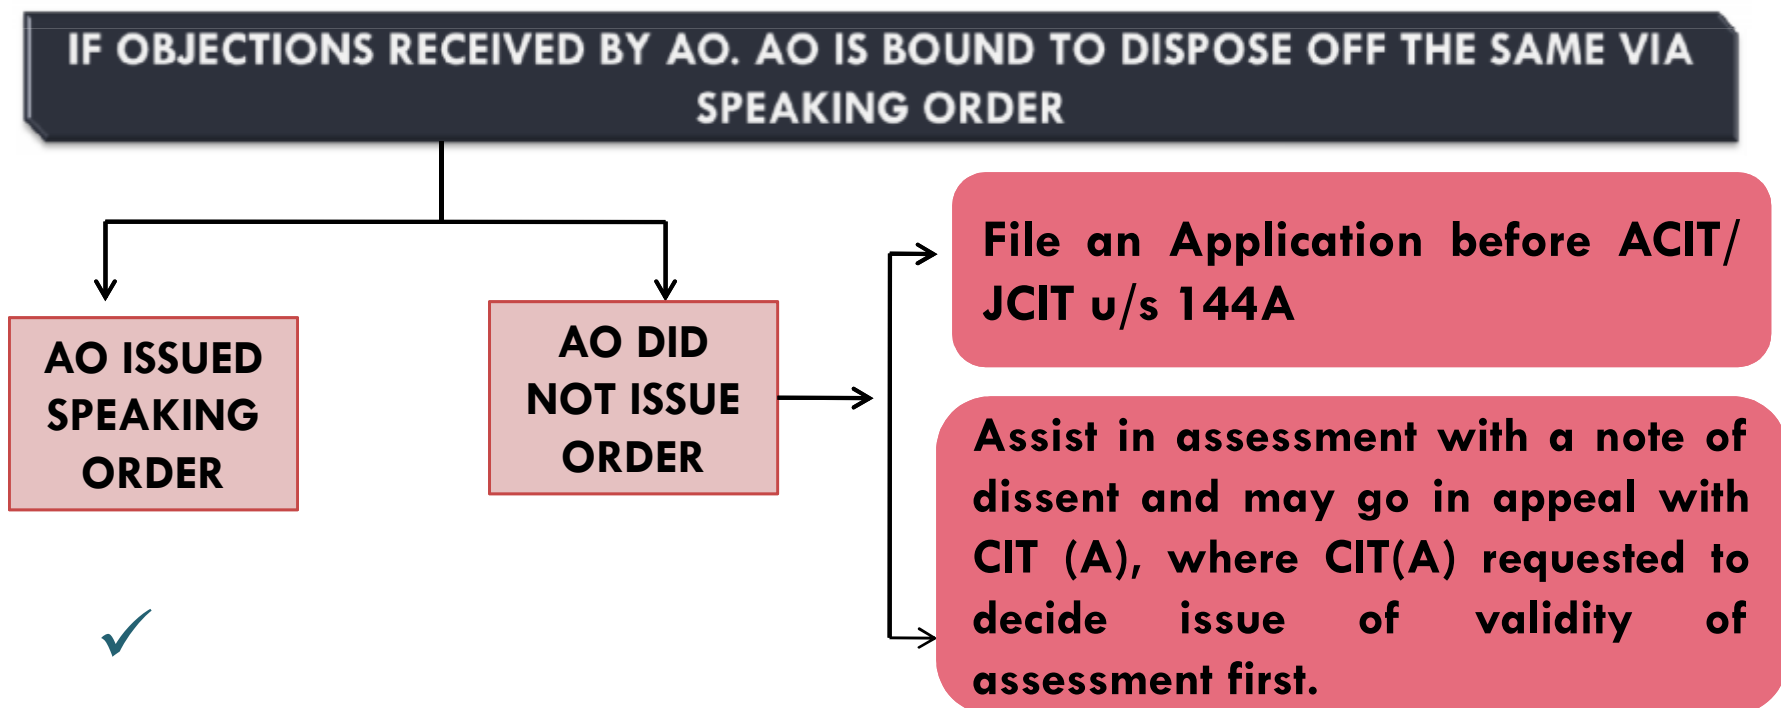 IF OBJECTIONS RECEIVED BY AO. AO IS BOUND TO DISPOSE OFF THE SAME VIA
SPEAKING ORDER
AO ISSUED
SPEAKING
ORDER
AO DID
NOT ISSUE
ORDER
File an Application before ACIT/
JCIT u/s 144A
Assist in assessment with a note of
dissent and may go in appeal with
CIT (A), where CIT(A) requested to
decide issue of validity of
assessment first.